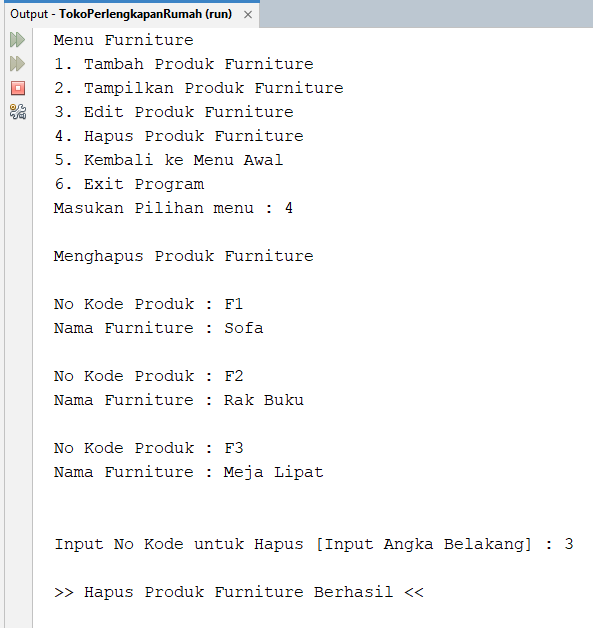 Output - TokoPerlengkapanRumah (run) ×
Menu Furniture
1. Tambah Produk Furniture
2. Tampilkan Produk Furniture
3. Edit Produk Furniture
4. Hapus Produk Furniture
5. Kembali ke Menu Awal
6. Exit Program
Masukan Pilihan menu : 4
Menghapus Produk Furniture
No Kode Produk : F1
Nama Furniture : Sofa
No Kode Produk : F2
Nama Furniture : Rak Buku
No Kode Produk : F3
Nama Furniture : Meja Lipat
Input No Kode untuk Hapus [Input Angka Belakang] : 3
>> Hapus Produk Furniture Berhasil <<